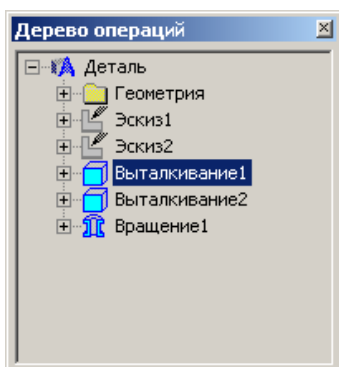 Дерево операций
Деталь
Геометрия
Эскиз1
Эскиз2
Выталкивание1
Выталкивание2
Вращение1